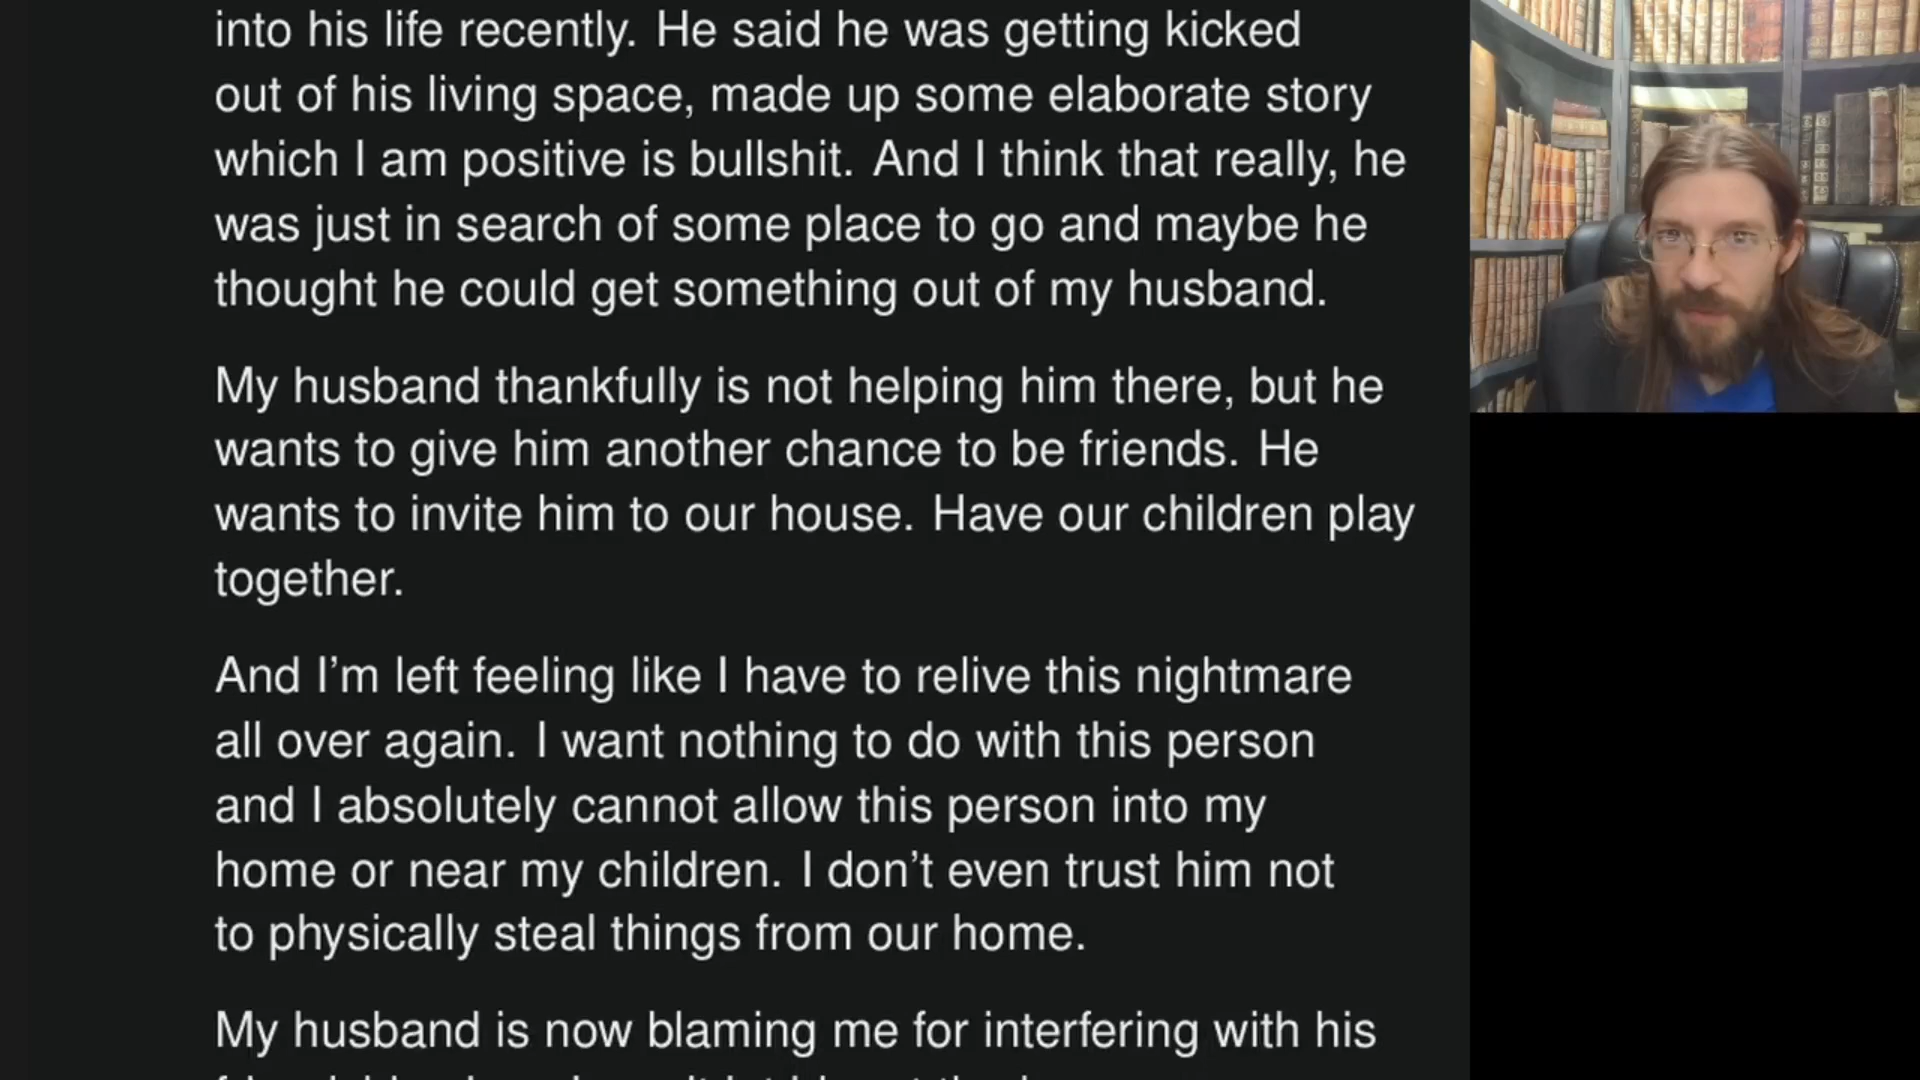 into his life recently. He said he was getting kicked
out of his living space, made up some elaborate story
which I am positive is bullshit. And I think that really, he
was just in search of some place to go and maybe he
thought he could get something out of my husband.
My husband thankfully is not helping him there, but he
wants to give him another chance to be friends. He
wants to invite him to our house. Have our children play
together.
And I’m left feeling like I have to relive this nightmare
all over again. I want nothing to do with this person
and I absolutely cannot allow this person into my
home or near my children. I don’t even trust him not
to physically steal things from our home.
My husband is now blaming me for interfering with his